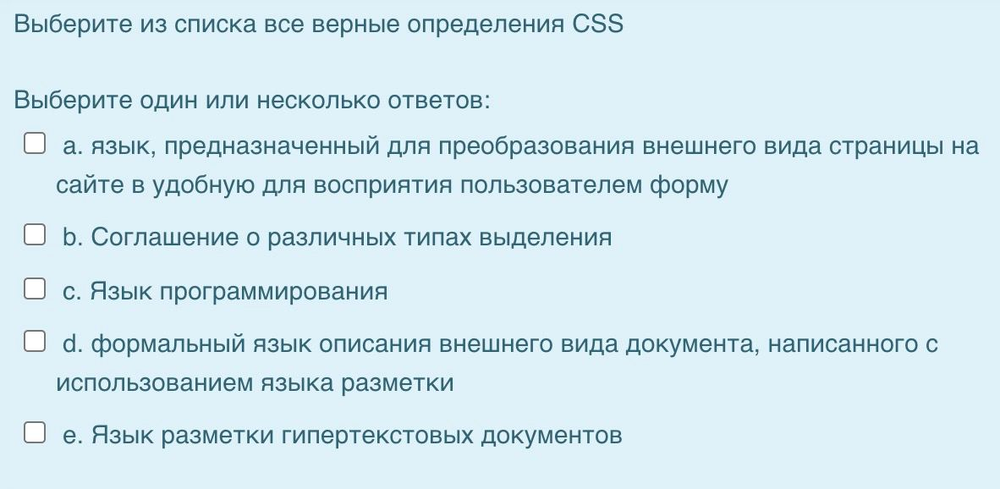 Выберите из списка все верные определения CSS
Выберите один или несколько ответов:
a. язык, предназначенный для преобразования внешнего вида страницы на
сайте в удобную для восприятия пользователем форму
b. Соглашение о различных типах выделения
c. Язык программирования
d. формальный язык описания внешнего вида документа, написанного с
использованием языка разметки
e. Язык разметки гипертекстовых документов